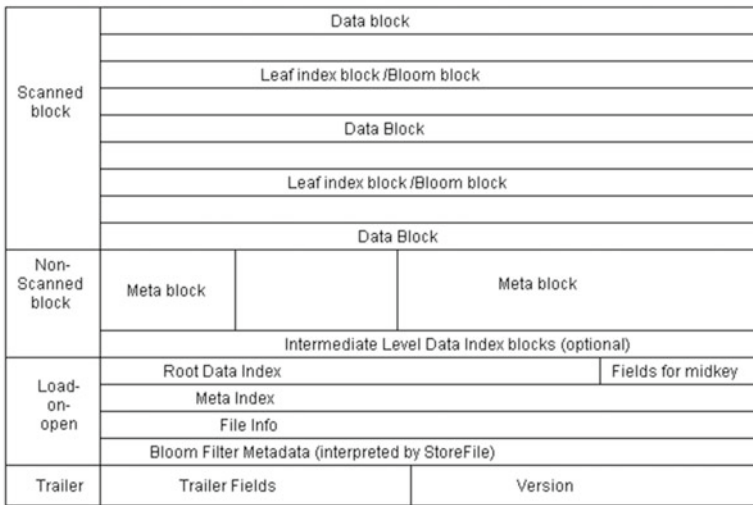 Scanned
block
Data block
Leaf index block /Bloom block
Data Block
Leaf index block /Bloom block
Data Block
Non-
Scanned
block
Meta block
Meta block
Intermediate Level Data Index blocks (optional)
Load-
on-
open
Root Data Index
Fields for midkey
Meta Index
File Info
Bloom Filter Metadata (interpreted by StoreFile)
Trailer
Trailer Fields
Version